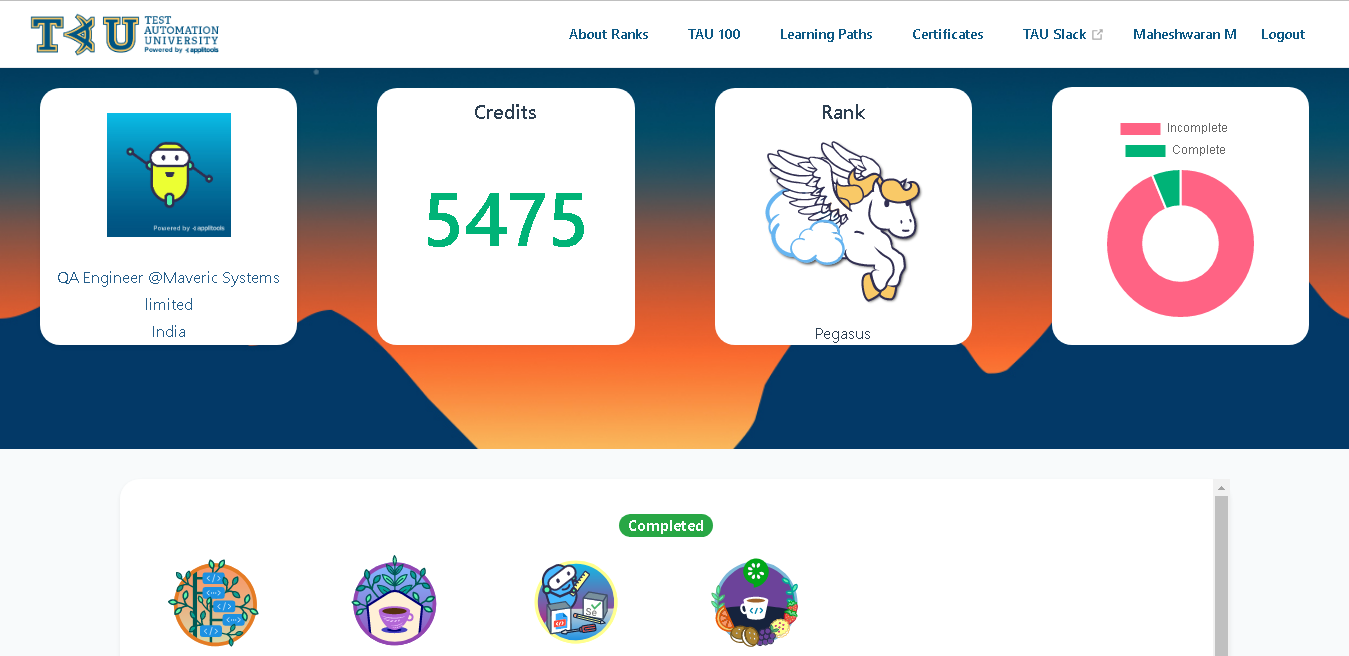 TAU
TEST
AUTOMATION
UNIVERSITY
Powered by applitools
About Ranks
TAU 100
Learning Paths
Certificates
TAU Slack
Maheshwaran M
Logout
Powered by applitools
QA Engineer @Maveric Systems
limited
India
Credits
5475
Rank
Pegasus
Incomplete
Complete
Completed
</>
<...>
</>
<...>
</>
Se
</>
</>